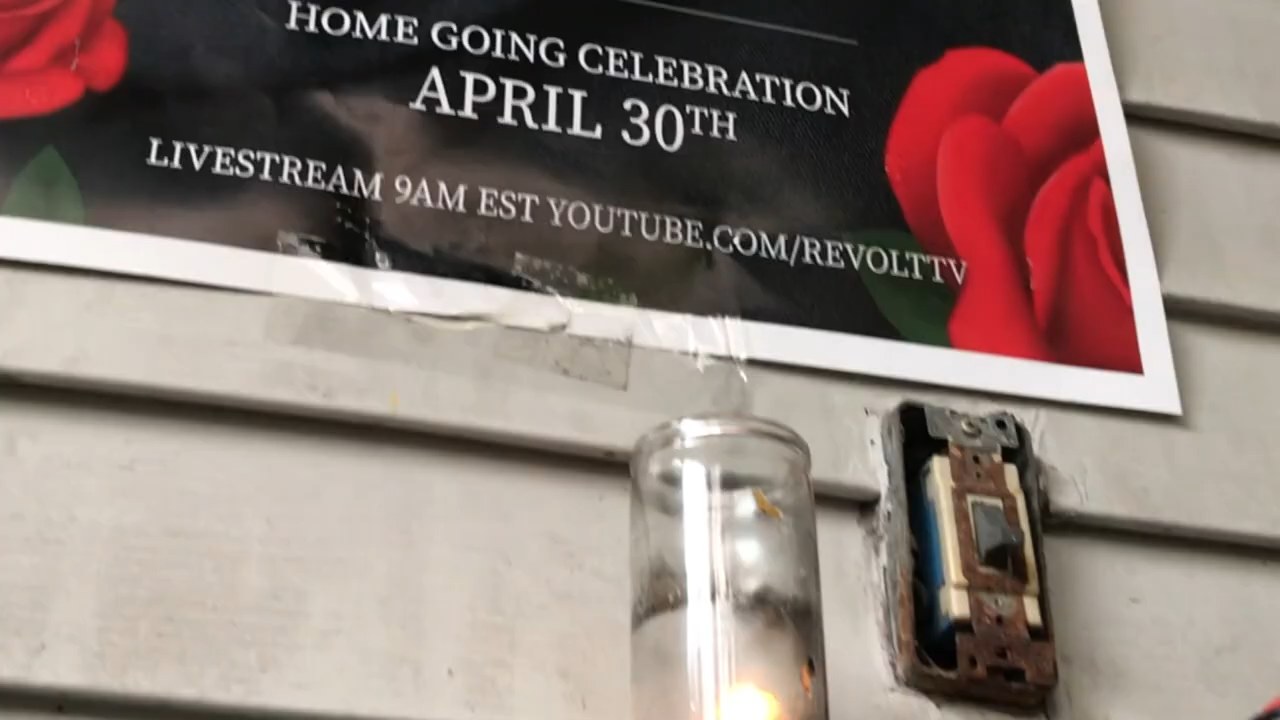 HOME GOING CELEBRATION
APRIL 30TH
LIVESTREAM 9AM EST YOUTUBE.COM/REVOLTTV